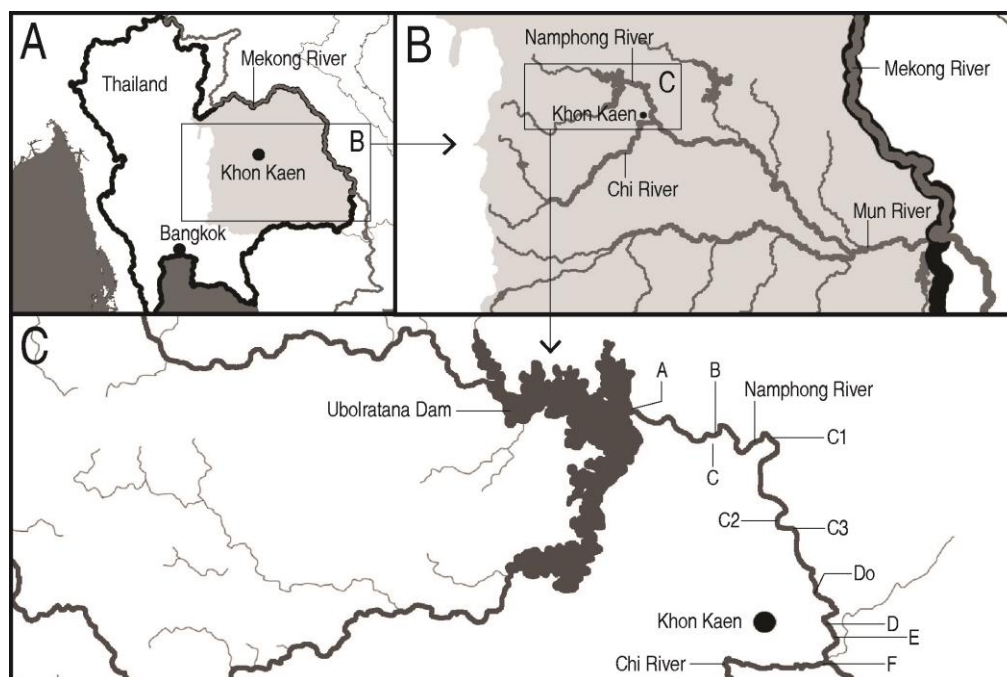 A
Mekong River
Thailand
B
Khon Kaen
Bangkok
B
Namphong River
Mekong River
C
Khon Kaen
Chi River
Mun River
C
A
B
Namphong River
Ubolratana Dam
C1
C
C2
C3
Do
Khon Kaen
D
E
Chi River
F